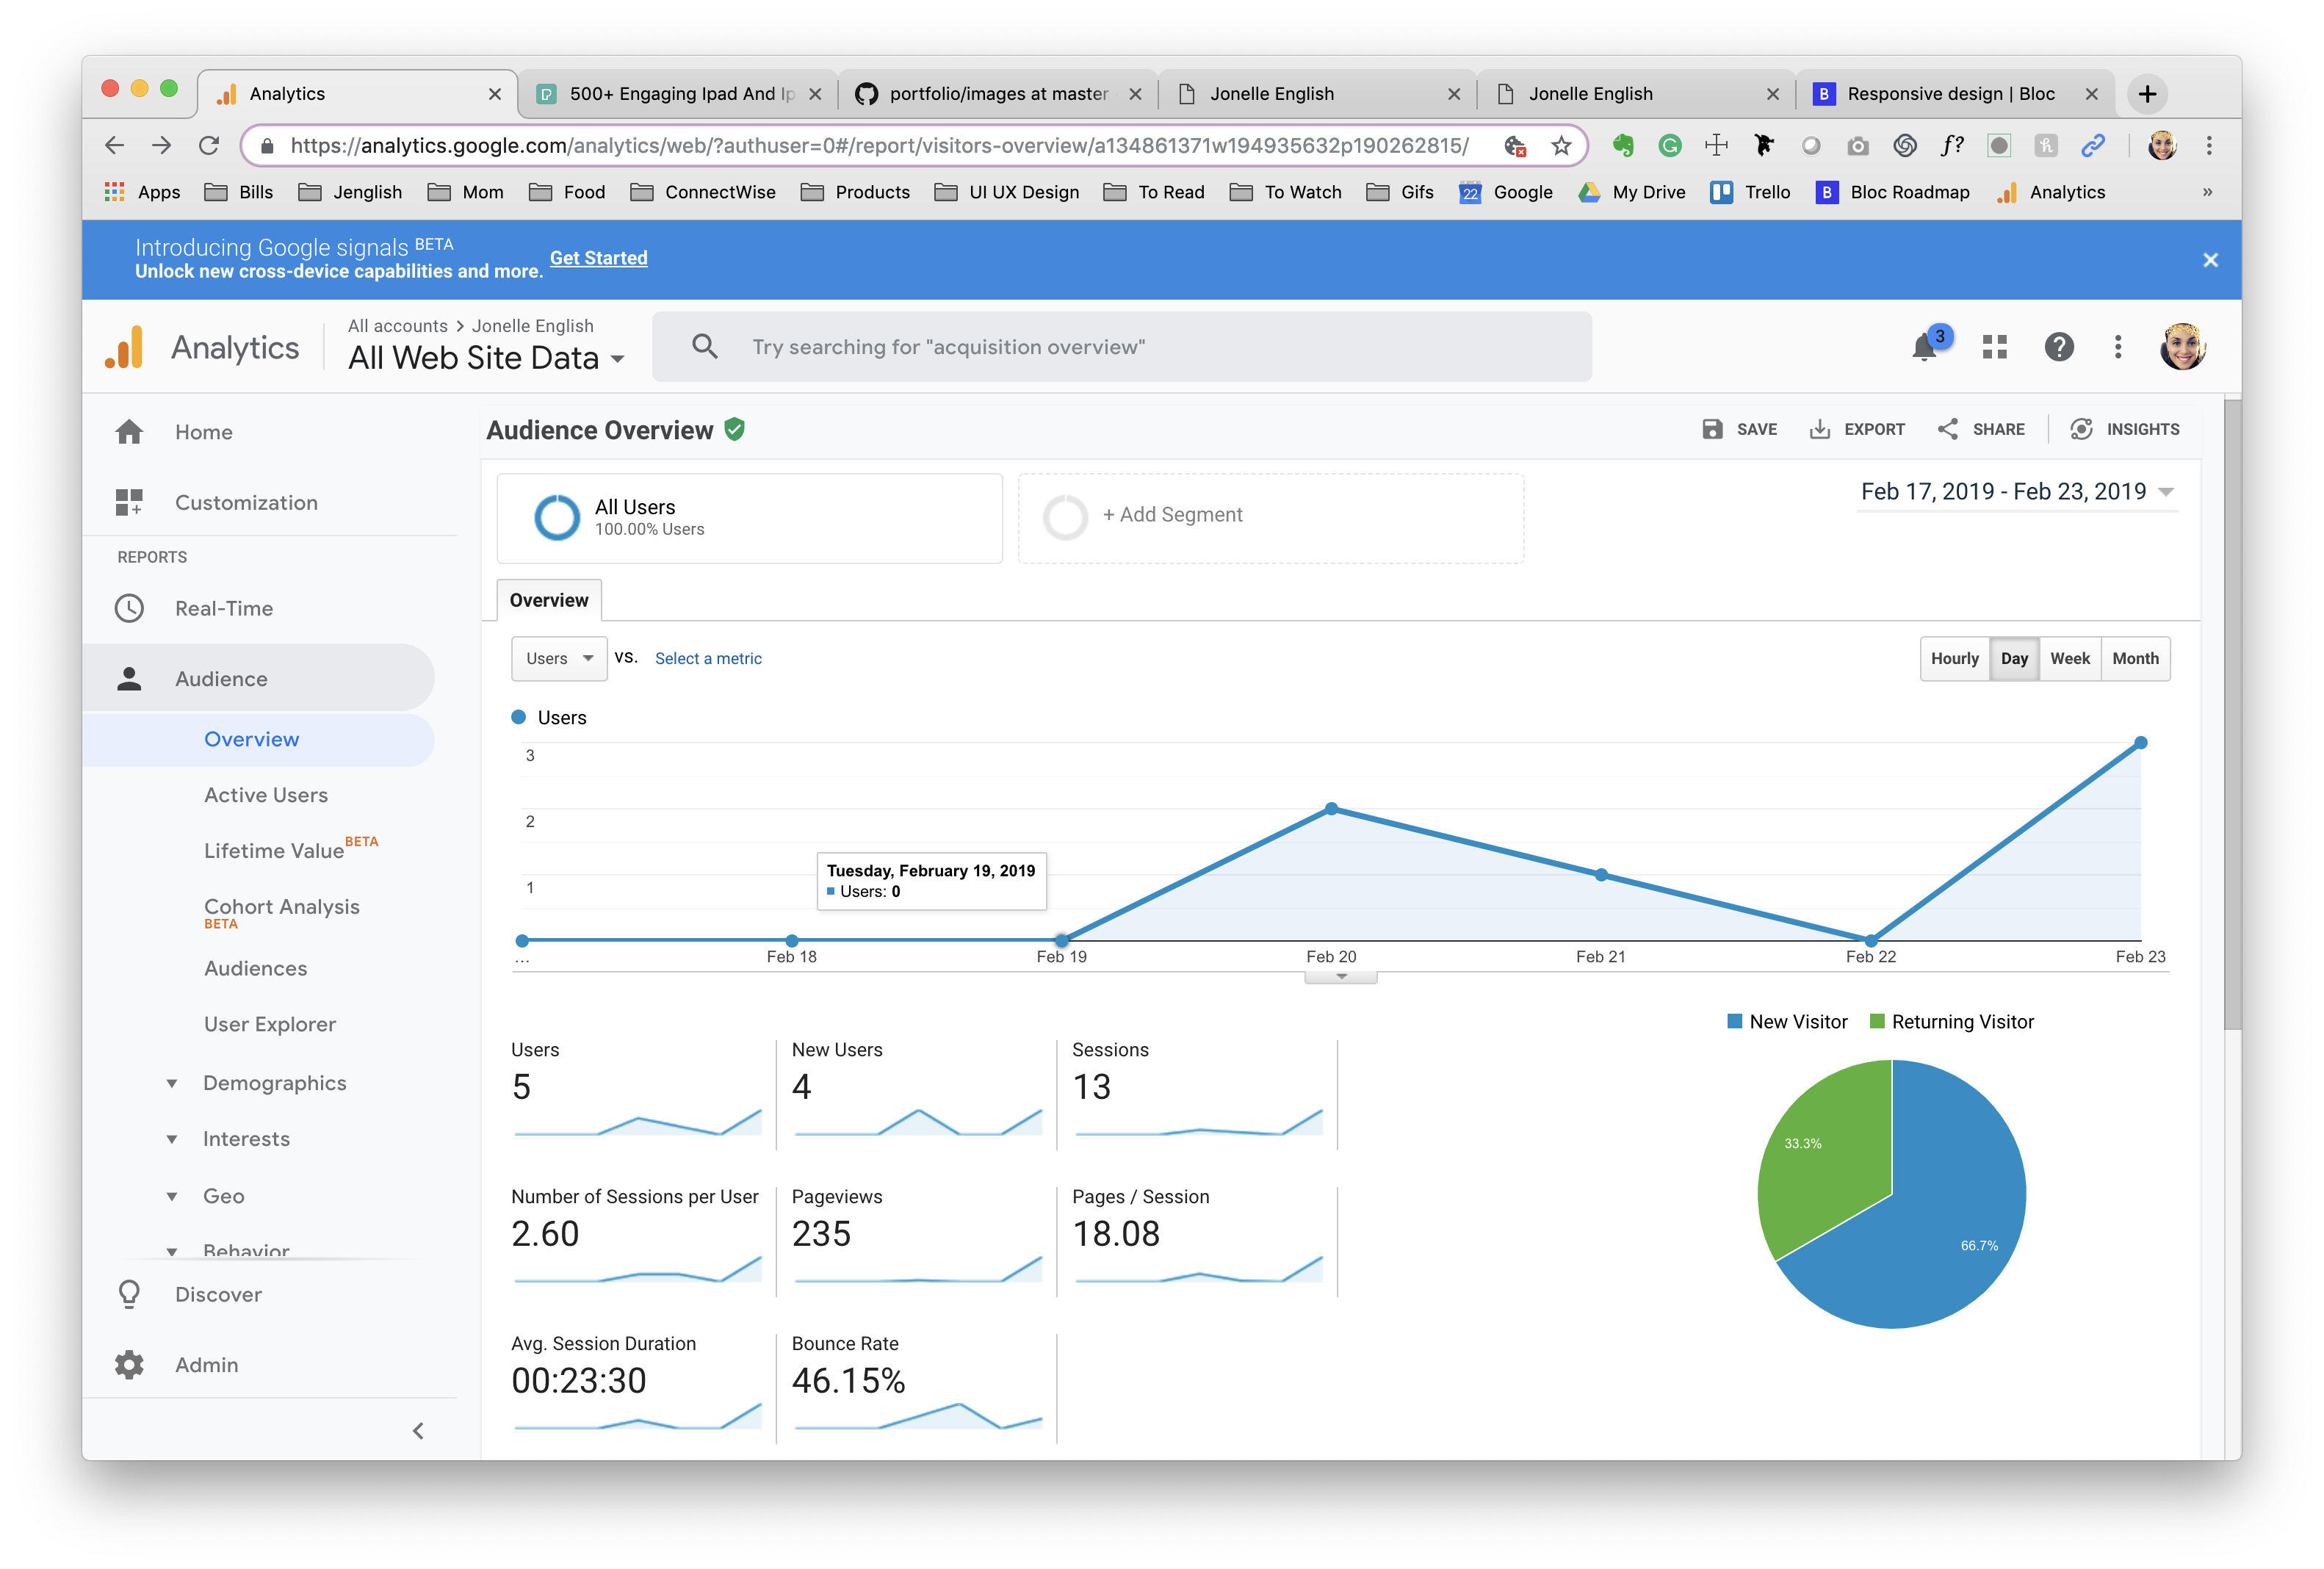 Analytics
500+ Engaging Ipad And Ip
portfolio/images at master
Jonelle English
Jonelle English
Responsive design | Bloc
https://analytics.google.com/analytics/web/?authuser=0#/report/visitors-overview/a134861371w194935632p190262815/
f?
Apps
Bills
Jenglish
Mom
Food
ConnectWise
Products
UI UX Design
To Read
To Watch
Gifs
22
Google
My Drive
Trello
B
Bloc Roadmap
Analytics
»
Introducing Google signals BETA
Unlock new cross-device capabilities and more.
Get Started
Analytics
All accounts > Jonelle English
All Web Site Data
Try searching for "acquisition overview"
3
Home
Customization
REPORTS
Real-Time
Audience
Overview
Active Users
Lifetime Value BETA
Cohort Analysis
BETA
Audiences
User Explorer
Demographics
Interests
Geo
Behavior
Discover
Admin
Audience Overview
SAVE
EXPORT
SHARE
INSIGHTS
All Users
100.00% Users
+ Add Segment
Feb 17, 2019 - Feb 23, 2019
Overview
Users
VS.
Select a metric
Hourly
Day
Week
Month
Users
3
2
1
Tuesday, February 19, 2019
Users: 0
...
Feb 18
Feb 19
Feb 20
Feb 21
Feb 22
Feb 23
Users
5
New Users
4
Sessions
13
Number of Sessions per User
2.60
Pageviews
235
Pages / Session
18.08
Avg. Session Duration
00:23:30
Bounce Rate
46.15%
New Visitor
Returning Visitor
33.3%
66.7%